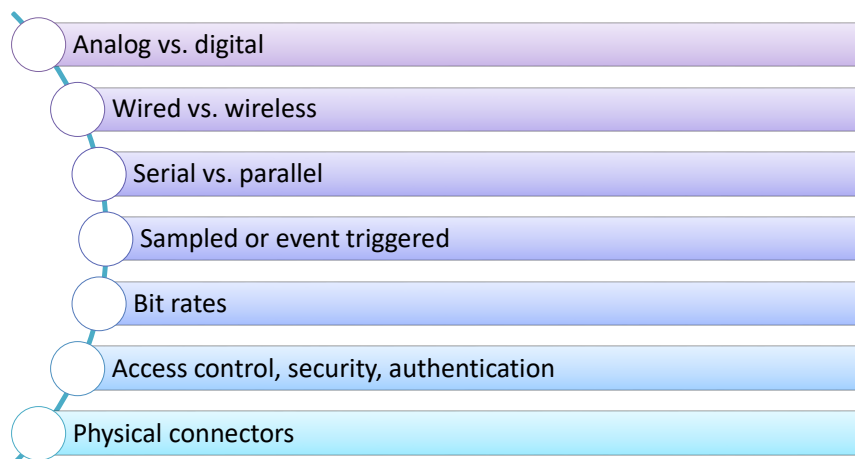 Analog vs. digital
Wired vs. wireless
Serial vs. parallel
Sampled or event triggered
Bit rates
Access control, security, authentication
Physical connectors